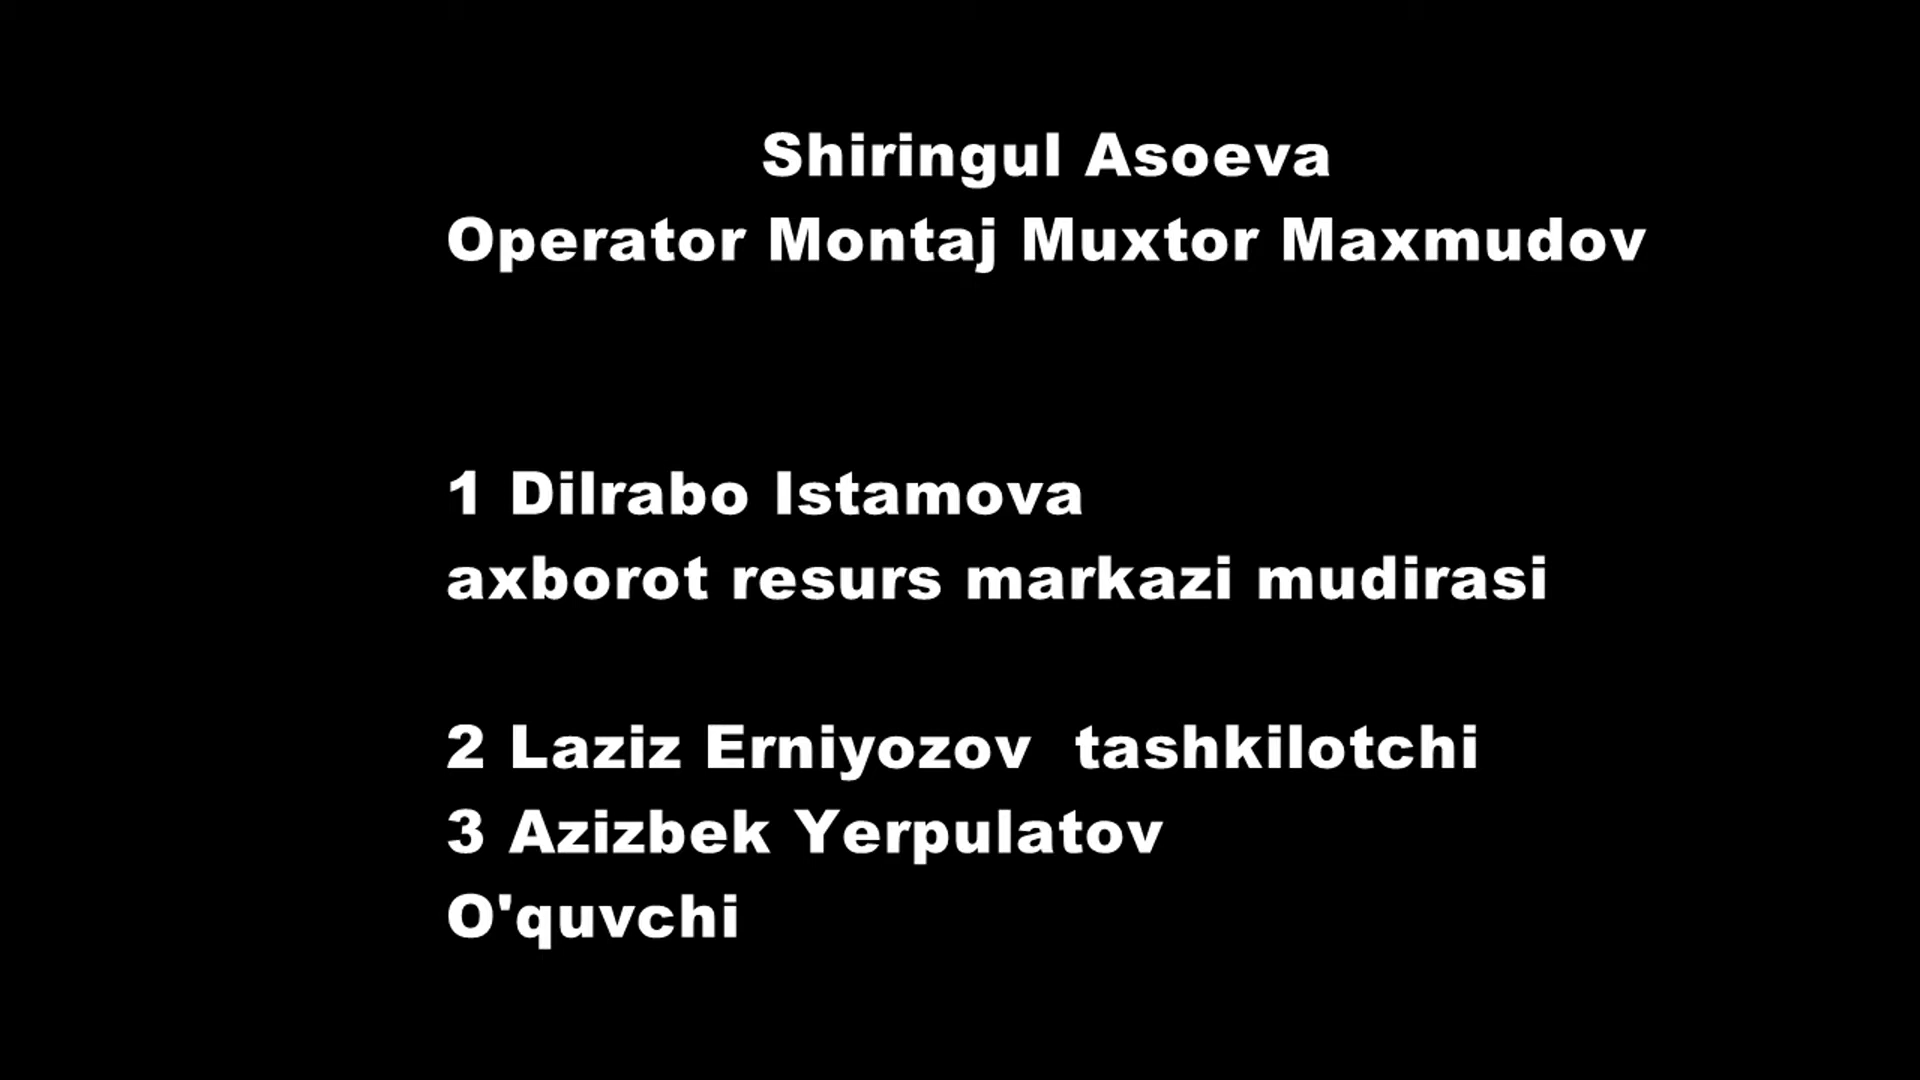 Shiringul Asoeva
Operator Montaj Muxtor Maxmudov
1 Dilrabo Istamova
axborot resurs markazi mudirasi
2 Laziz Erniyozov  tashkilotchi
3 Azizbek Yerpulatov
O'quvchi